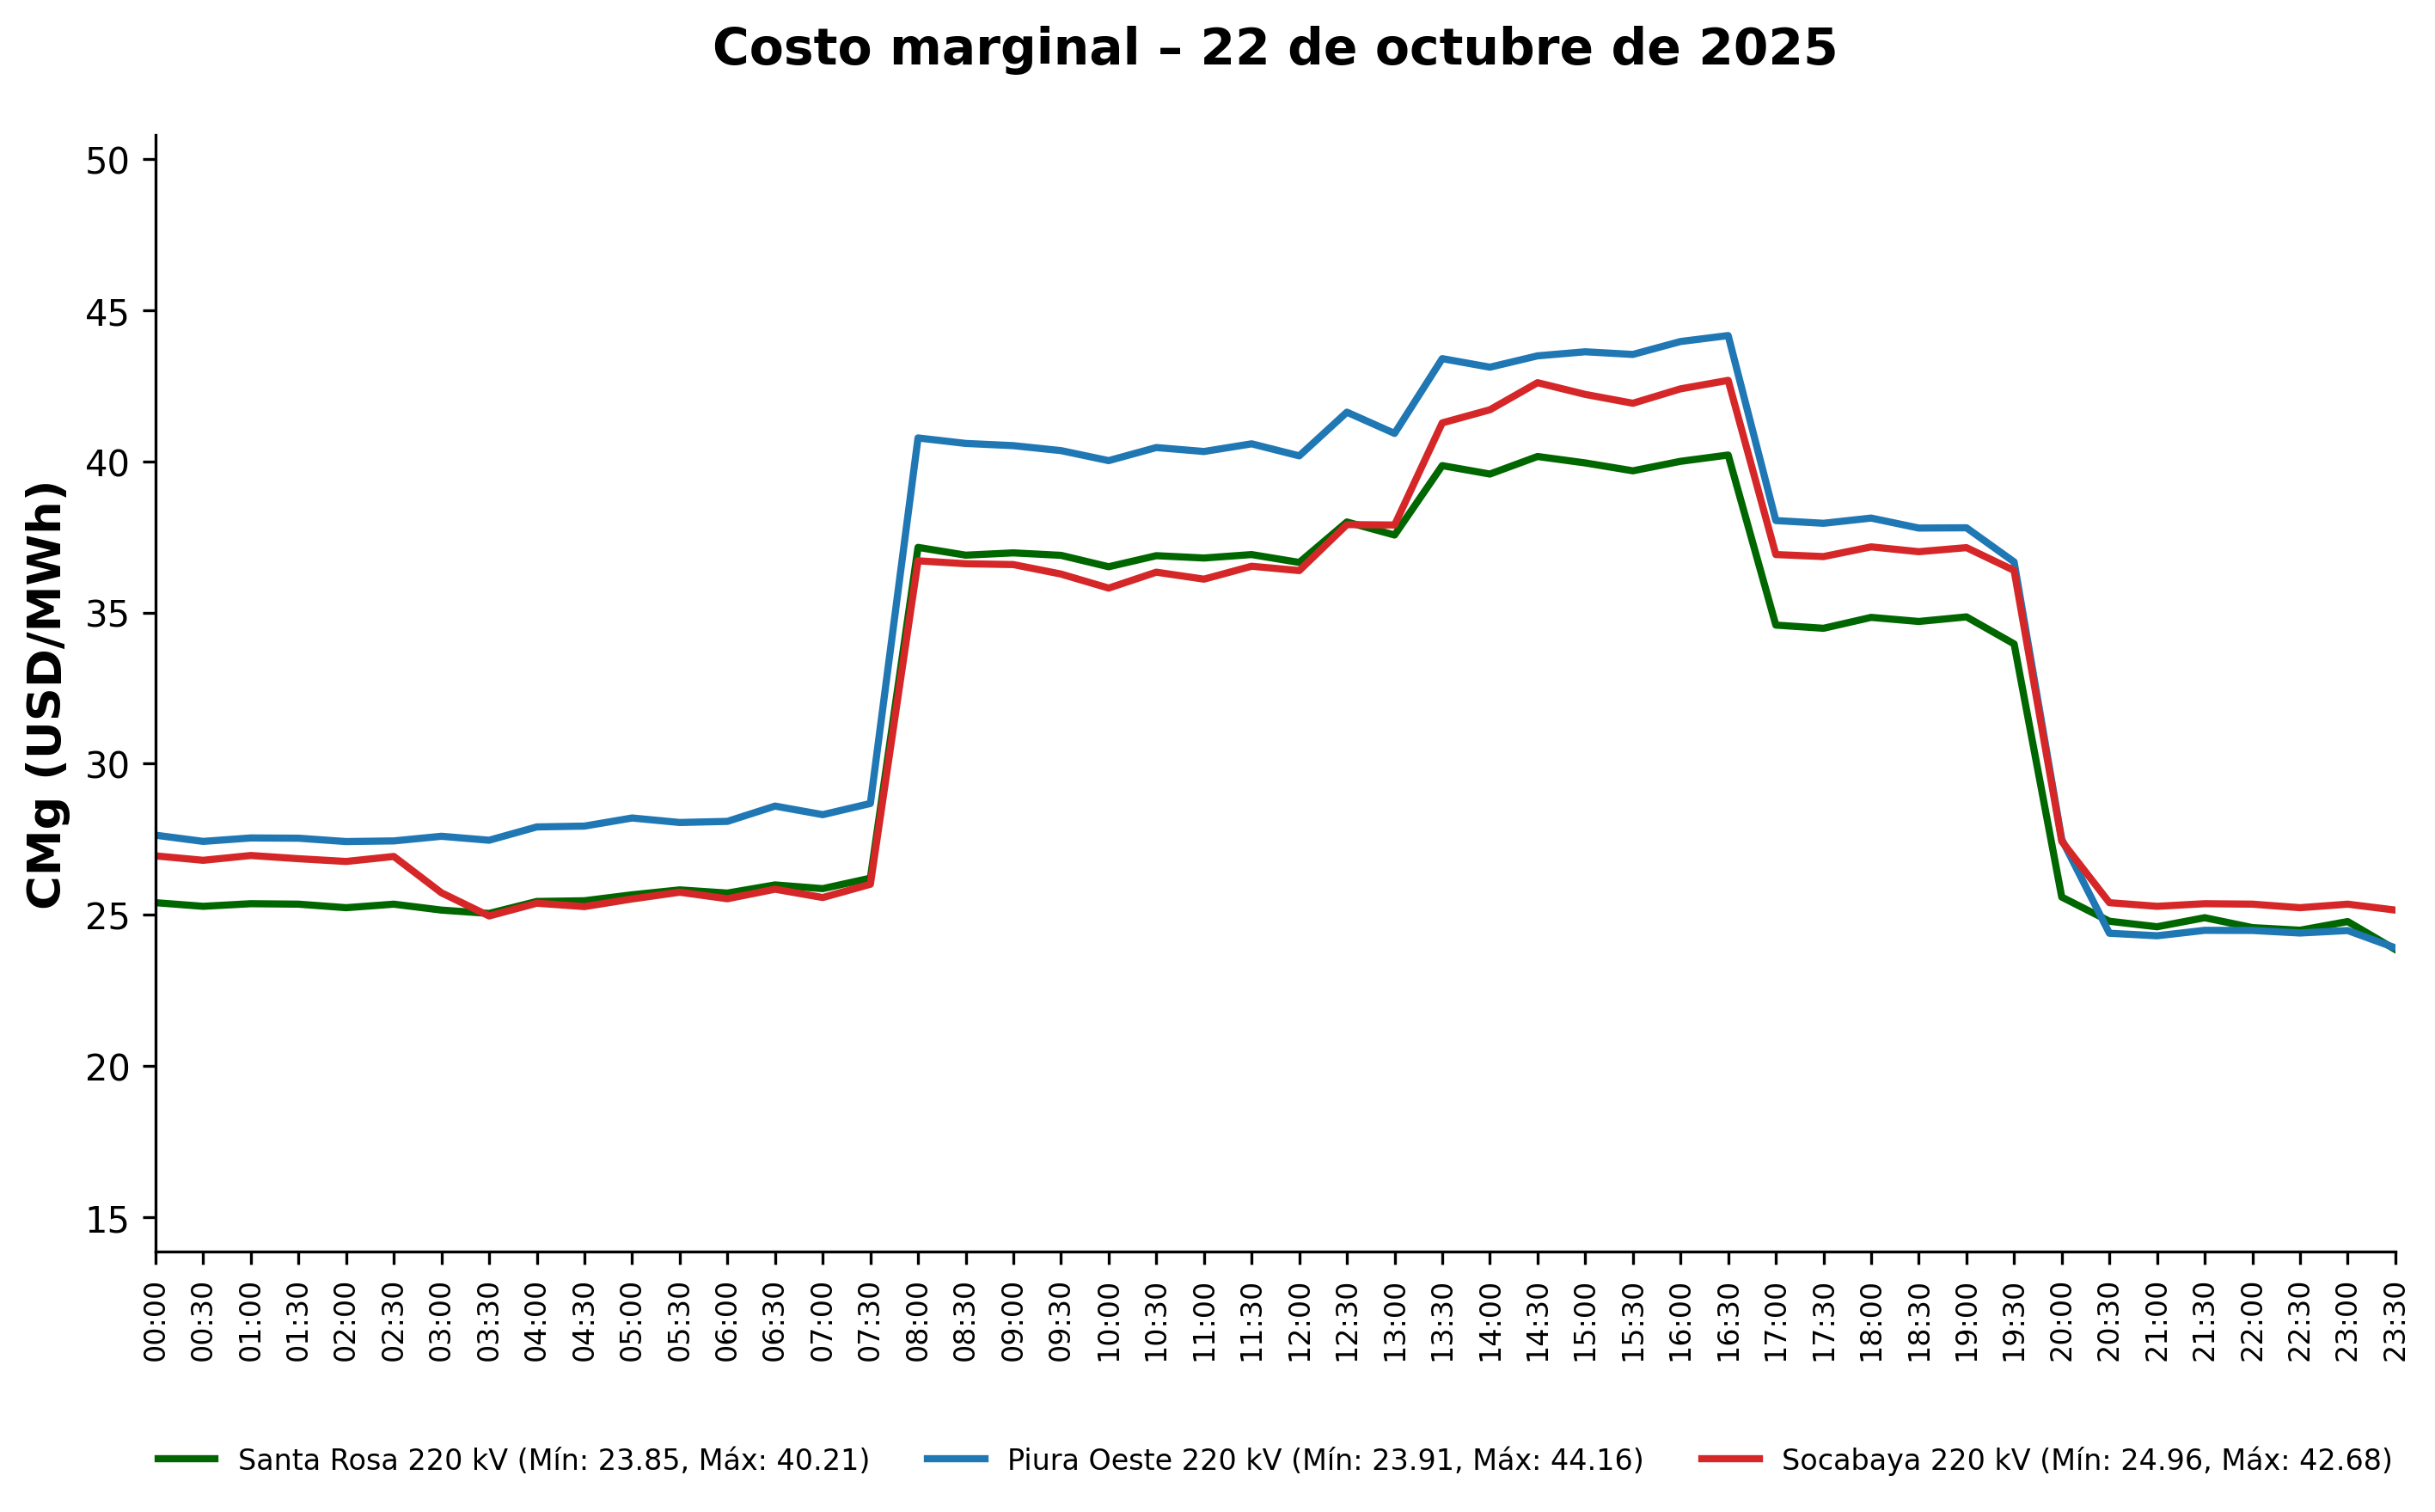 Costo marginal – 22 de octubre de 2025
CMg (USD/MWh)
50
45
40
35
30
25
20
15
00:00 00:30 01:00 01:30 02:00 02:30 03:00 03:30 04:00 04:30 05:00 05:30 06:00 06:30 07:00 07:30 08:00 08:30 09:00 09:30 10:00 10:30 11:00 11:30 12:00 12:30 13:00 13:30 14:00 14:30 15:00 15:30 16:00 16:30 17:00 17:30 18:00 18:30 19:00 19:30 20:00 20:30 21:00 21:30 22:00 22:30 23:00 23:30
Santa Rosa 220 kV (Mín: 23.85, Máx: 40.21) Piura Oeste 220 kV (Mín: 23.91, Máx: 44.16) Socabaya 220 kV (Mín: 24.96, Máx: 42.68)